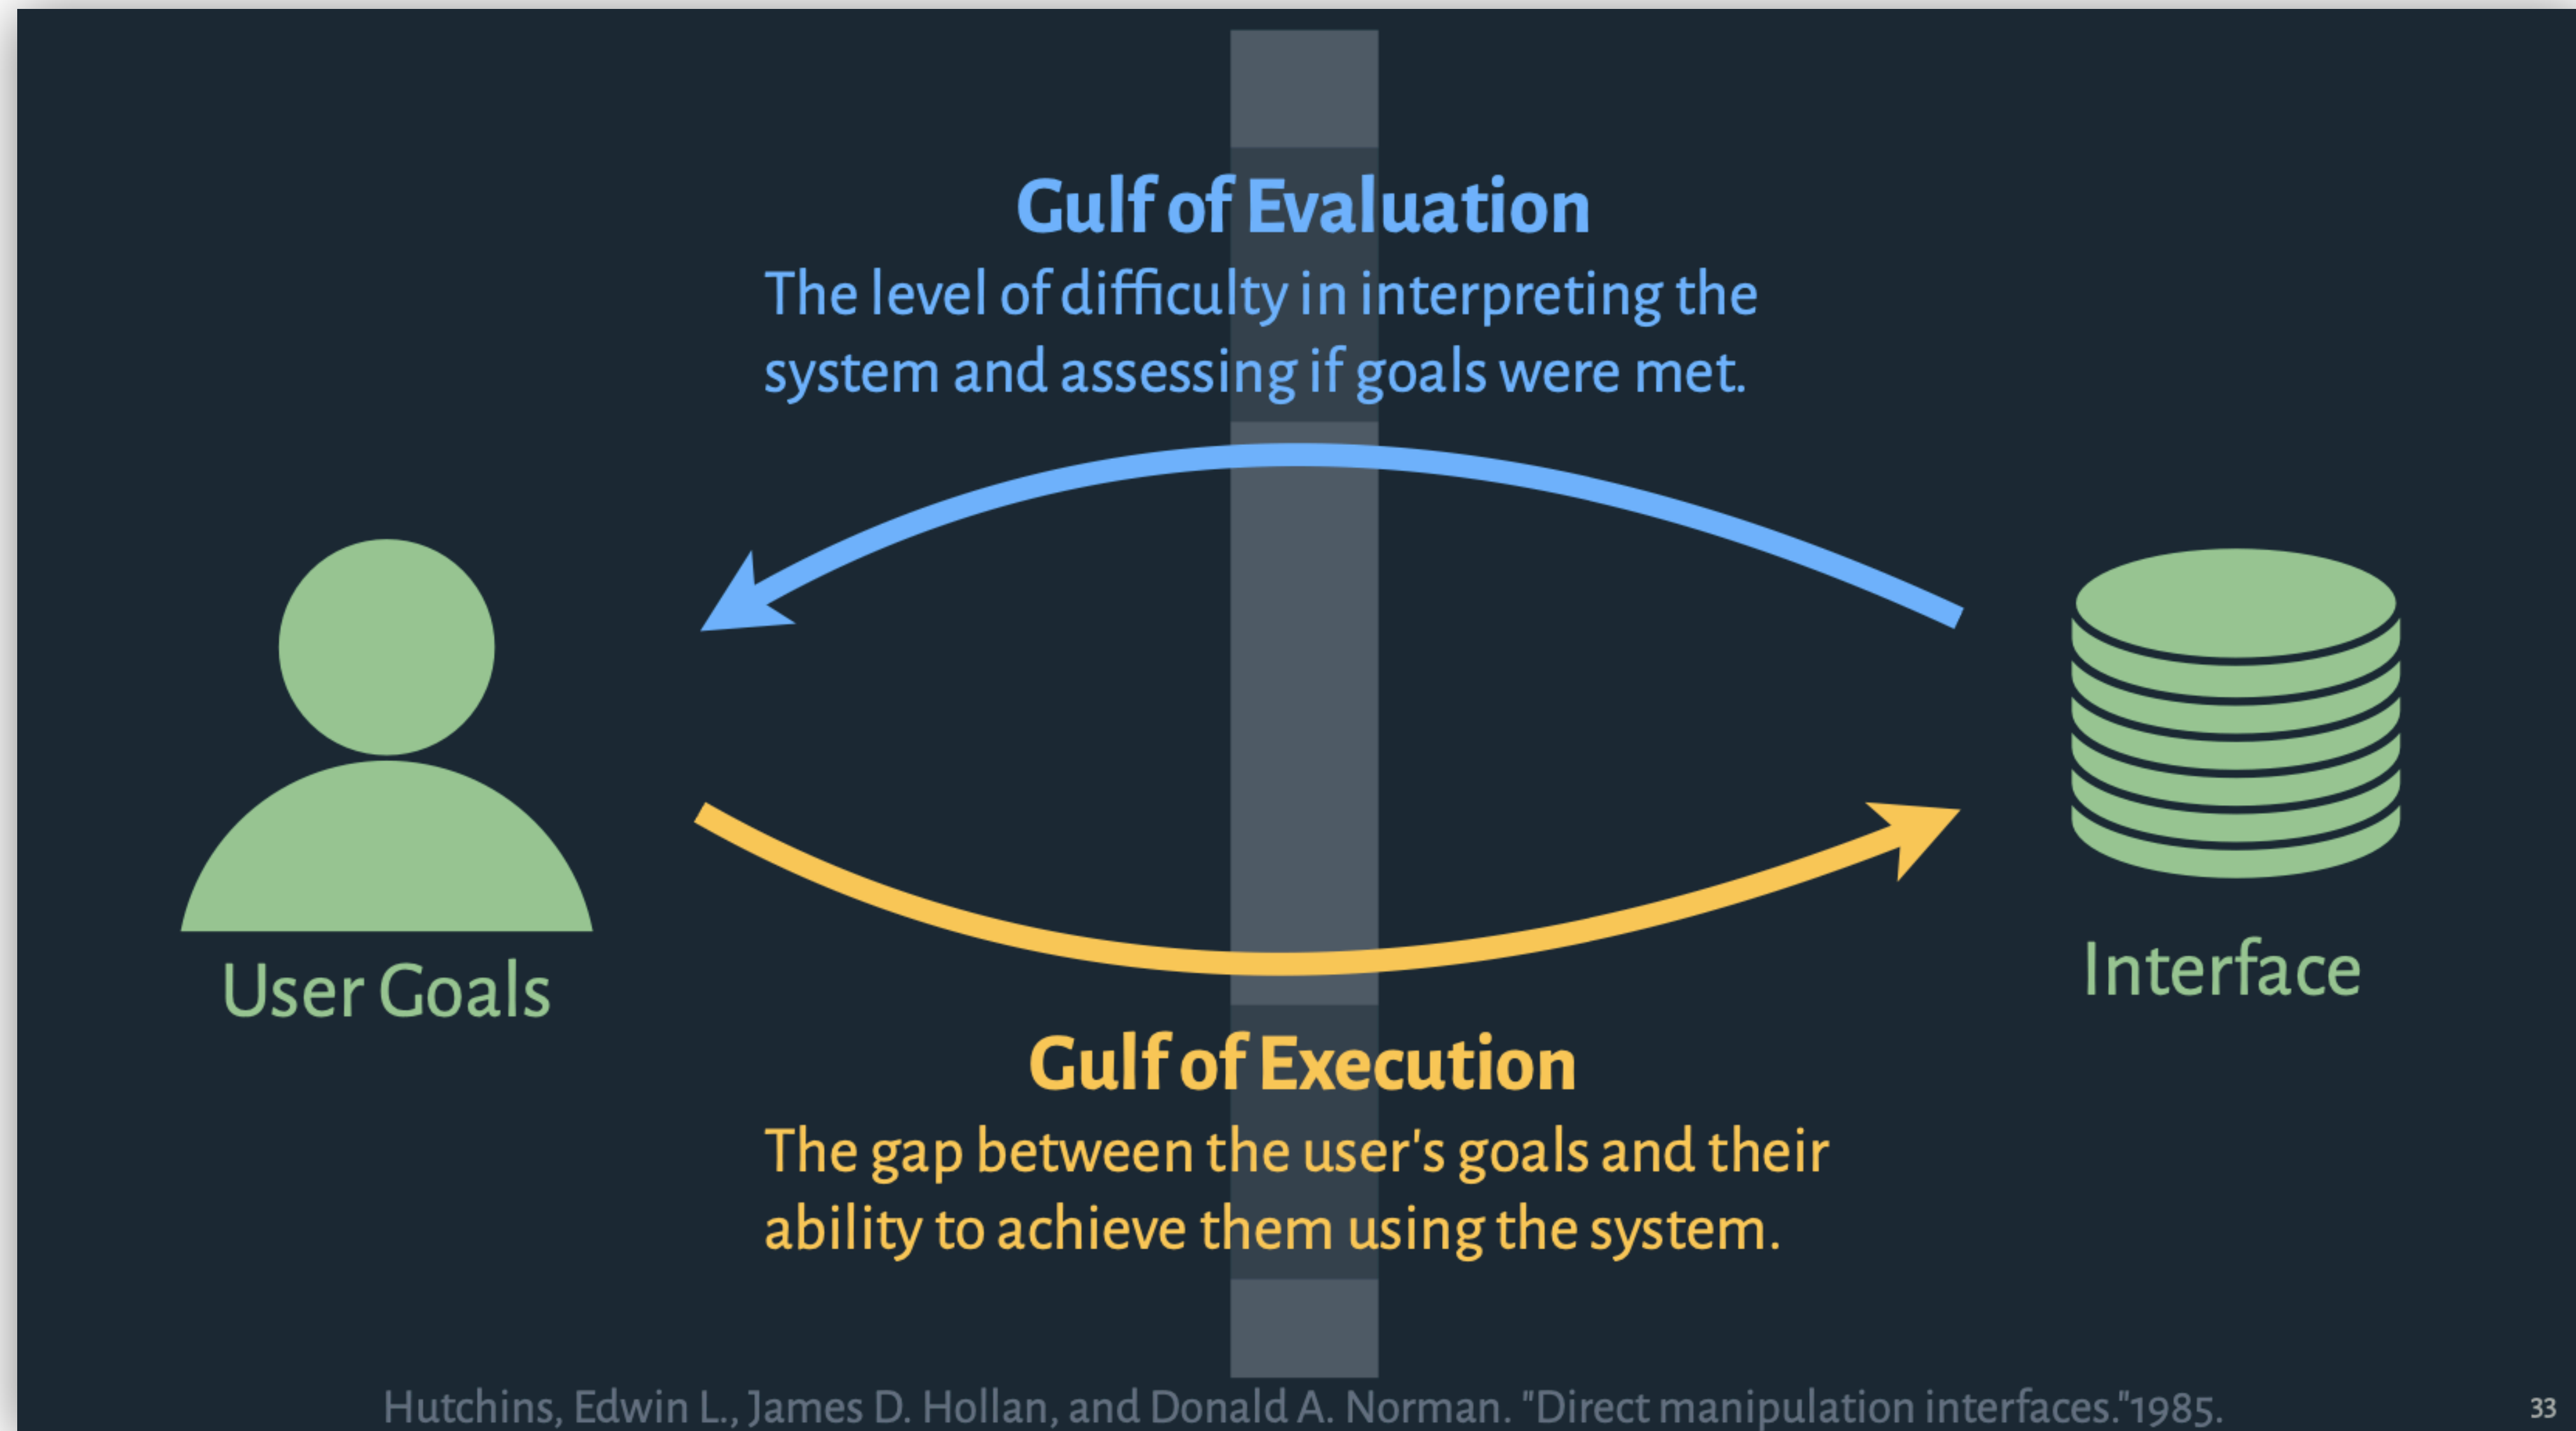 Gulf of Evaluation
The level of difficulty in interpreting the
system and assessing if goals were met.
User Goals
Interface
Gulf of Execution
The gap between the user's goals and their
ability to achieve them using the system.
Hutchins, Edwin L., James D. Hollan, and Donald A. Norman. "Direct manipulation interfaces."1985.
33